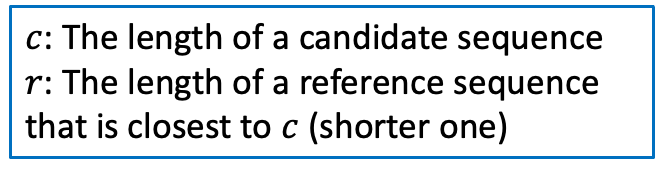 c: The length of a candidate sequence
r: The length of a reference sequence
that is closest to c (shorter one)